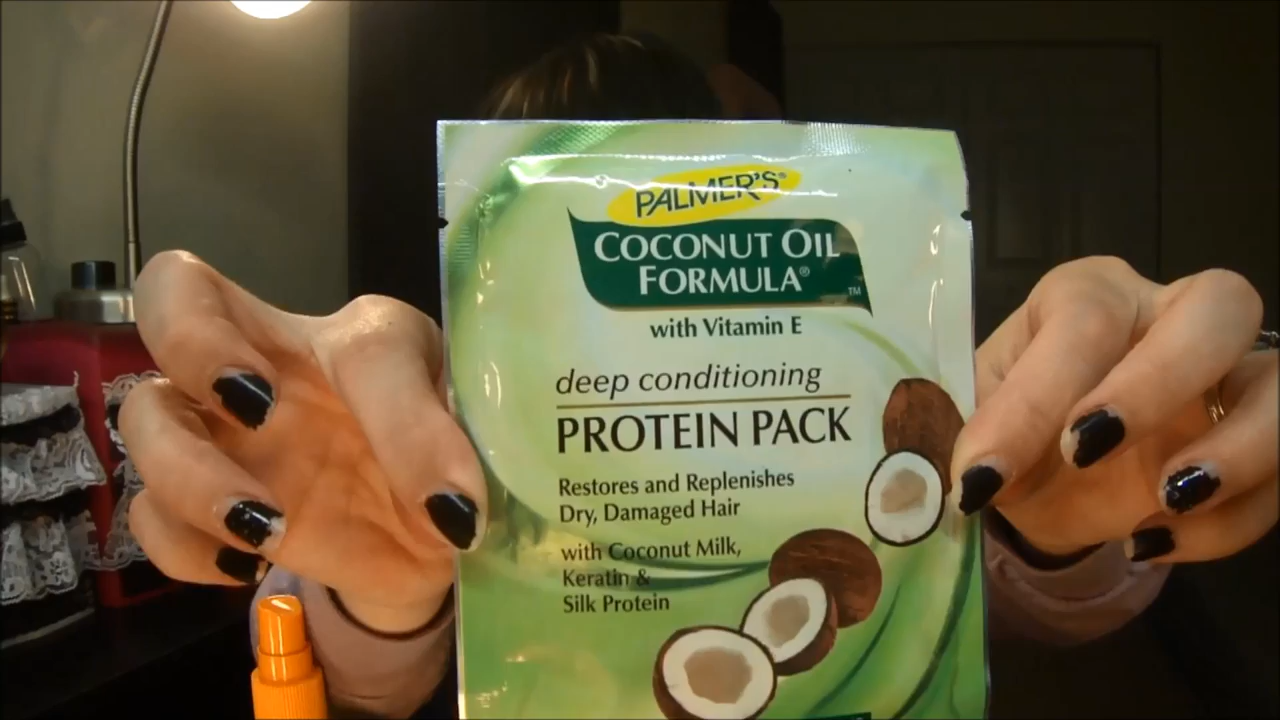 PALMER'S®
COCONUT OIL
FORMULA®
TM
with Vitamin E
deep conditioning
PROTEIN PACK
Restores and Replenishes
Dry, Damaged Hair
with Coconut Milk,
Keratin &
Silk Protein